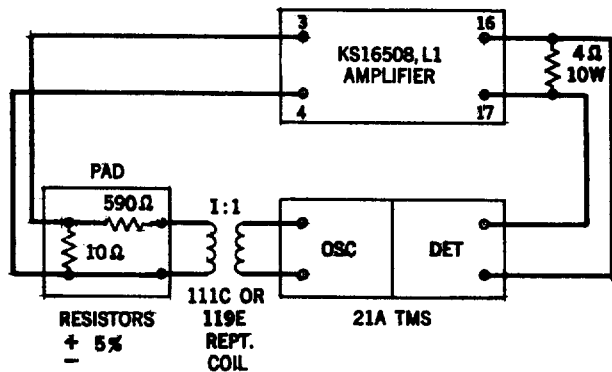 3
KS16508, L1
AMPLIFIER
16
4
17
4Ω
10W
PAD
590Ω
10Ω
I:1
OSC
DET
111C OR
119E
REPT.
COIL
21A TMS
RESISTORS
+ 5%
−